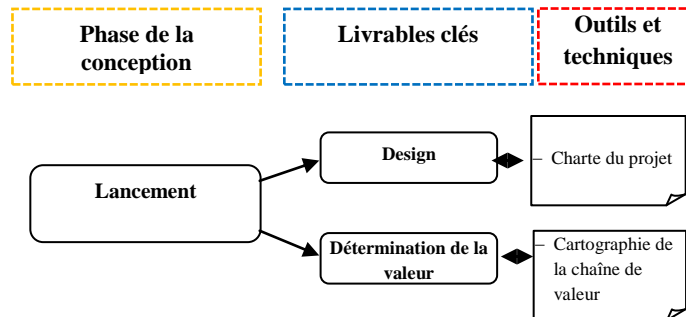 Phase de la
conception
Livrables clés
Outils et
techniques
Lancement
Design
– Charte du projet
Détermination de la
valeur
– Cartographie de
la chaîne de
valeur